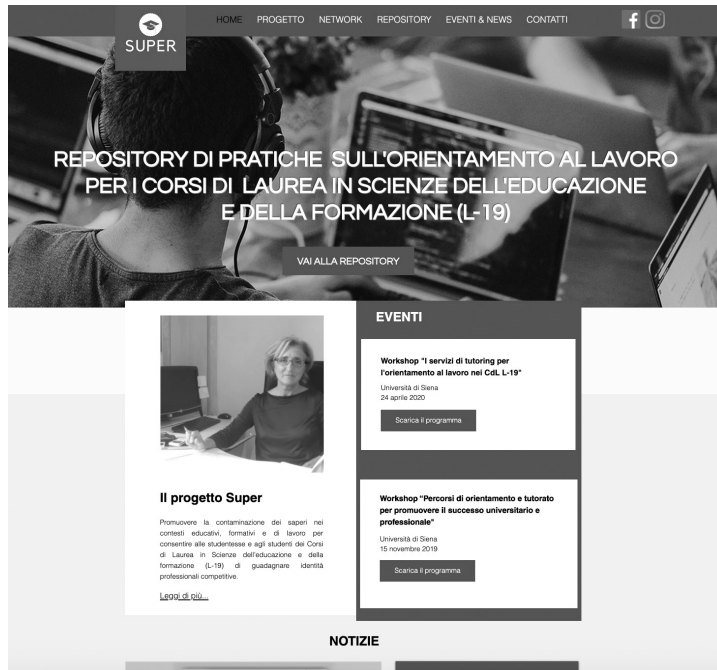 SUPER
HOME PROGETTO NETWORK REPOSITORY EVENTI & NEWS CONTATTI
REPOSITORY DI PRATICHE SULL'ORIENTAMENTO AL LAVORO
PER I CORSI DI LAUREA IN SCIENZE DELL'EDUCAZIONE
E DELLA FORMAZIONE (L-19)
VAI ALLA REPOSITORY
Il progetto Super
Promuovere la contaminazione dei saperi nei
contesti educativi, formativi e di lavoro per
consentire alle studentesse e agli studenti dei Corsi
di Laurea in Scienze dell'educazione e della
formazione (L-19) di guadagnare identità
professionali competitive.
Leggi di più...
EVENTI
Workshop "I servizi di tutoring per
l'orientamento al lavoro nei CdL L-19"
Università di Siena
24 aprile 2020
Scarica il programma
Workshop "Percorsi di orientamento e tutorato
per promuovere il successo universitario e
professionale"
Università di Siena
15 novembre 2019
Scarica il programma
NOTIZIE